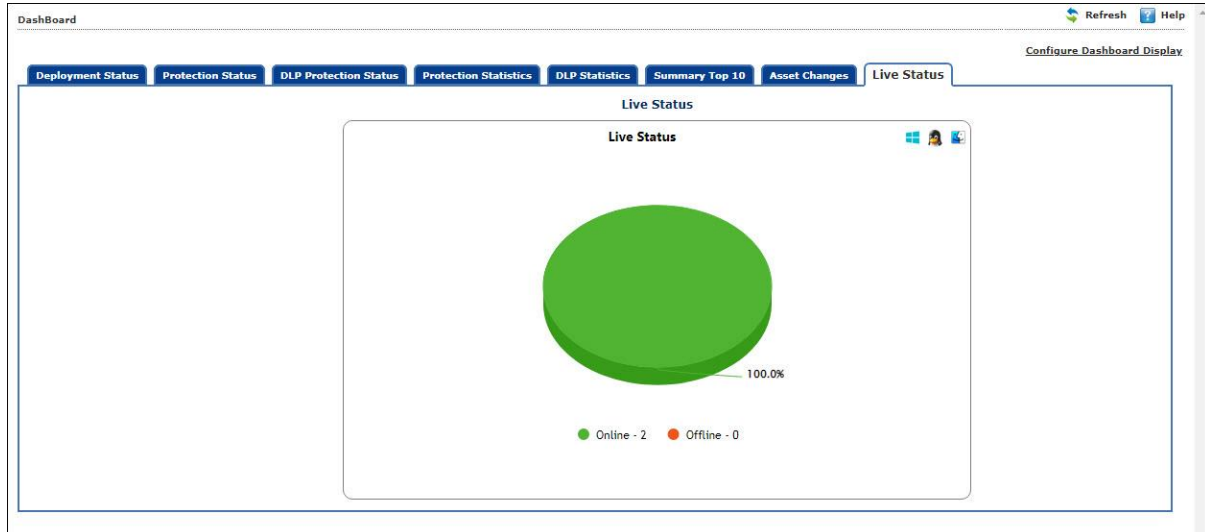 DashBoard
Refresh
? Help
Configure Dashboard Display
Deployment Status Protection Status DLP Protection Status Protection Statistics DLP Statistics Summary Top 10 Asset Changes Live Status
Live Status
Live Status
100.0%
Online - 2 Offline - 0